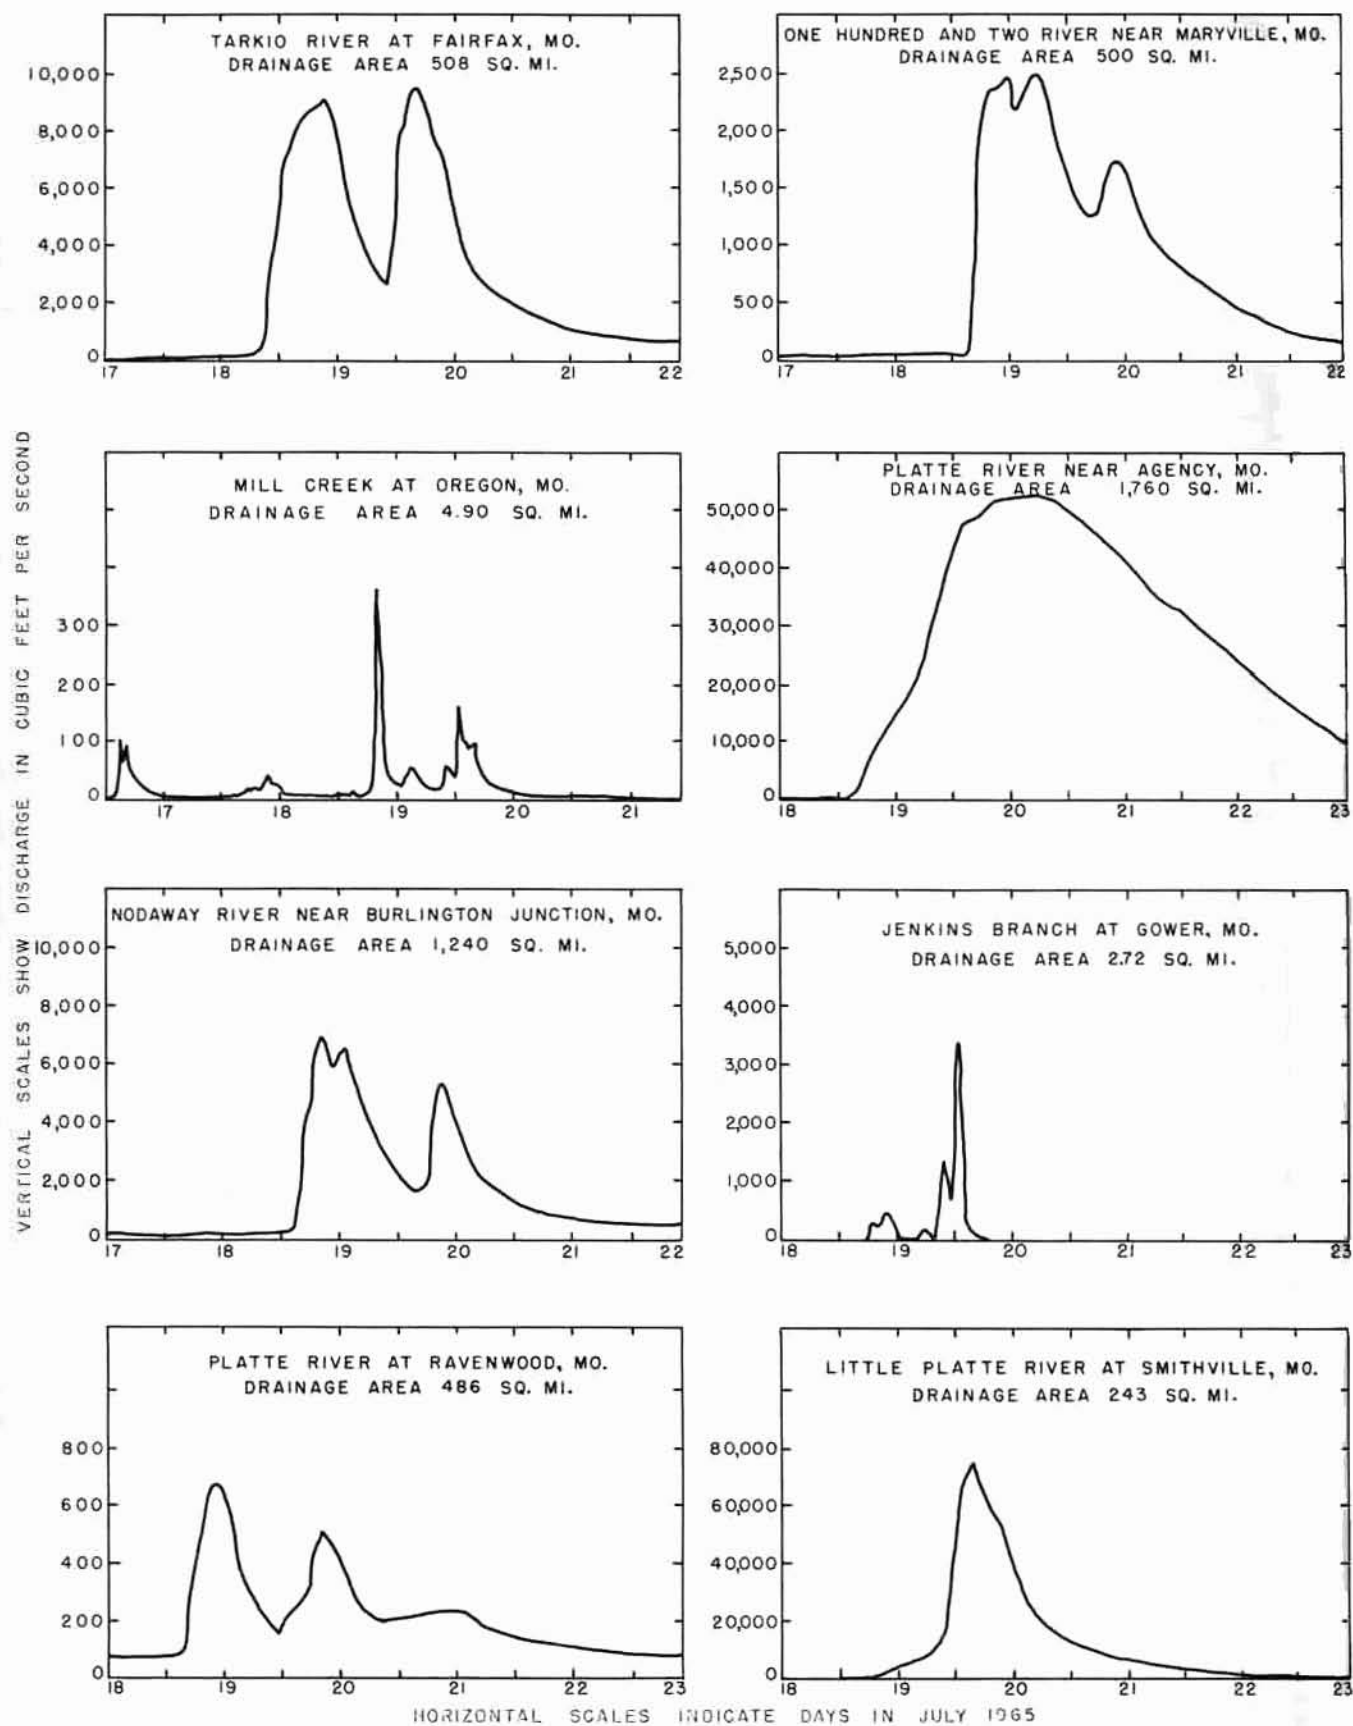 TARKIO RIVER AT FAIRFAX, MO.
DRAINAGE AREA 508 SQ. MI.
10,000
8,000
6,000
4,000
2,000
0
17 18 19 20 21 22
ONE HUNDRED AND TWO RIVER NEAR MARYVILLE, MO.
DRAINAGE AREA 500 SQ. MI.
2,500
2,000
1,500
1,000
500
0
17 18 19 20 21 22
VERTICAL SCALES SHOW DISCHARGE IN CUBIC FEET PER SECOND
MILL CREEK AT OREGON, MO.
DRAINAGE AREA 4.90 SQ. MI.
300
200
100
0
17 18 19 20 21
PLATTE RIVER NEAR AGENCY, MO.
DRAINAGE AREA 1,760 SQ. MI.
50,000
40,000
30,000
20,000
10,000
0
18 19 20 21 22 23
NODAWAY RIVER NEAR BURLINGTON JUNCTION, MO.
DRAINAGE AREA 1,240 SQ. MI.
10,000
8,000
6,000
4,000
2,000
0
17 18 19 20 21 22
JENKINS BRANCH AT GOWER, MO.
DRAINAGE AREA 2.72 SQ. MI.
5,000
4,000
3,000
2,000
1,000
0
18 19 20 21 22 23
PLATTE RIVER AT RAVENWOOD, MO.
DRAINAGE AREA 486 SQ. MI.
800
600
400
200
0
18 19 20 21 22 23
LITTLE PLATTE RIVER AT SMITHVILLE, MO.
DRAINAGE AREA 243 SQ. MI.
80,000
60,000
40,000
20,000
0
18 19 20 21 22 23
HORIZONTAL SCALES INDICATE DAYS IN JULY 1965